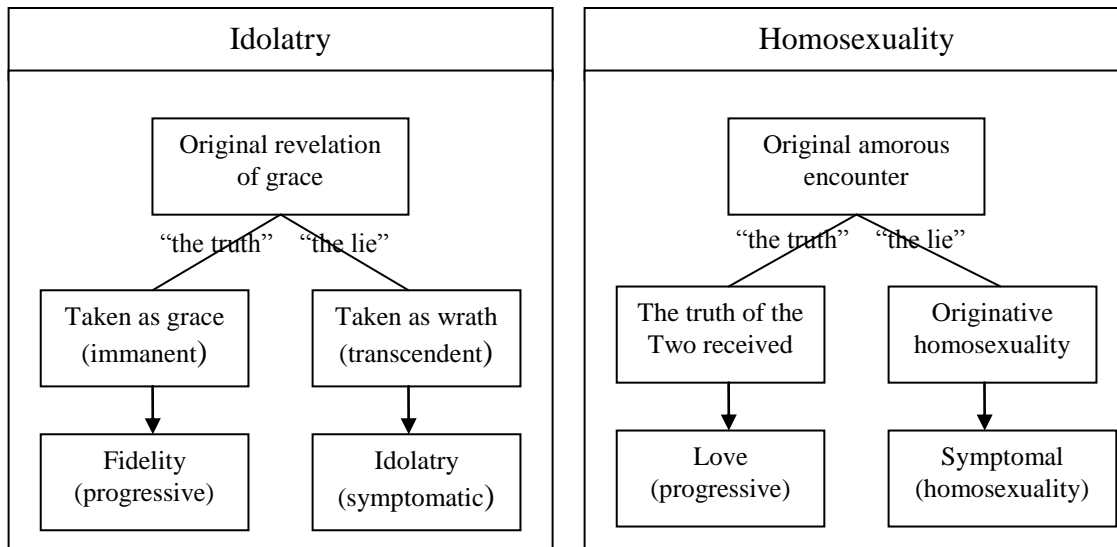 Idolatry
Original revelation
of grace
“the truth” “the lie”
Taken as grace
(immanent)
Taken as wrath
(transcendent)
Fidelity
(progressive)
Idolatry
(symptomatic)
Homosexuality
Original amorous
encounter
“the truth” “the lie”
The truth of the
Two received
Originative
homosexuality
Love
(progressive)
Symptomal
(homosexuality)